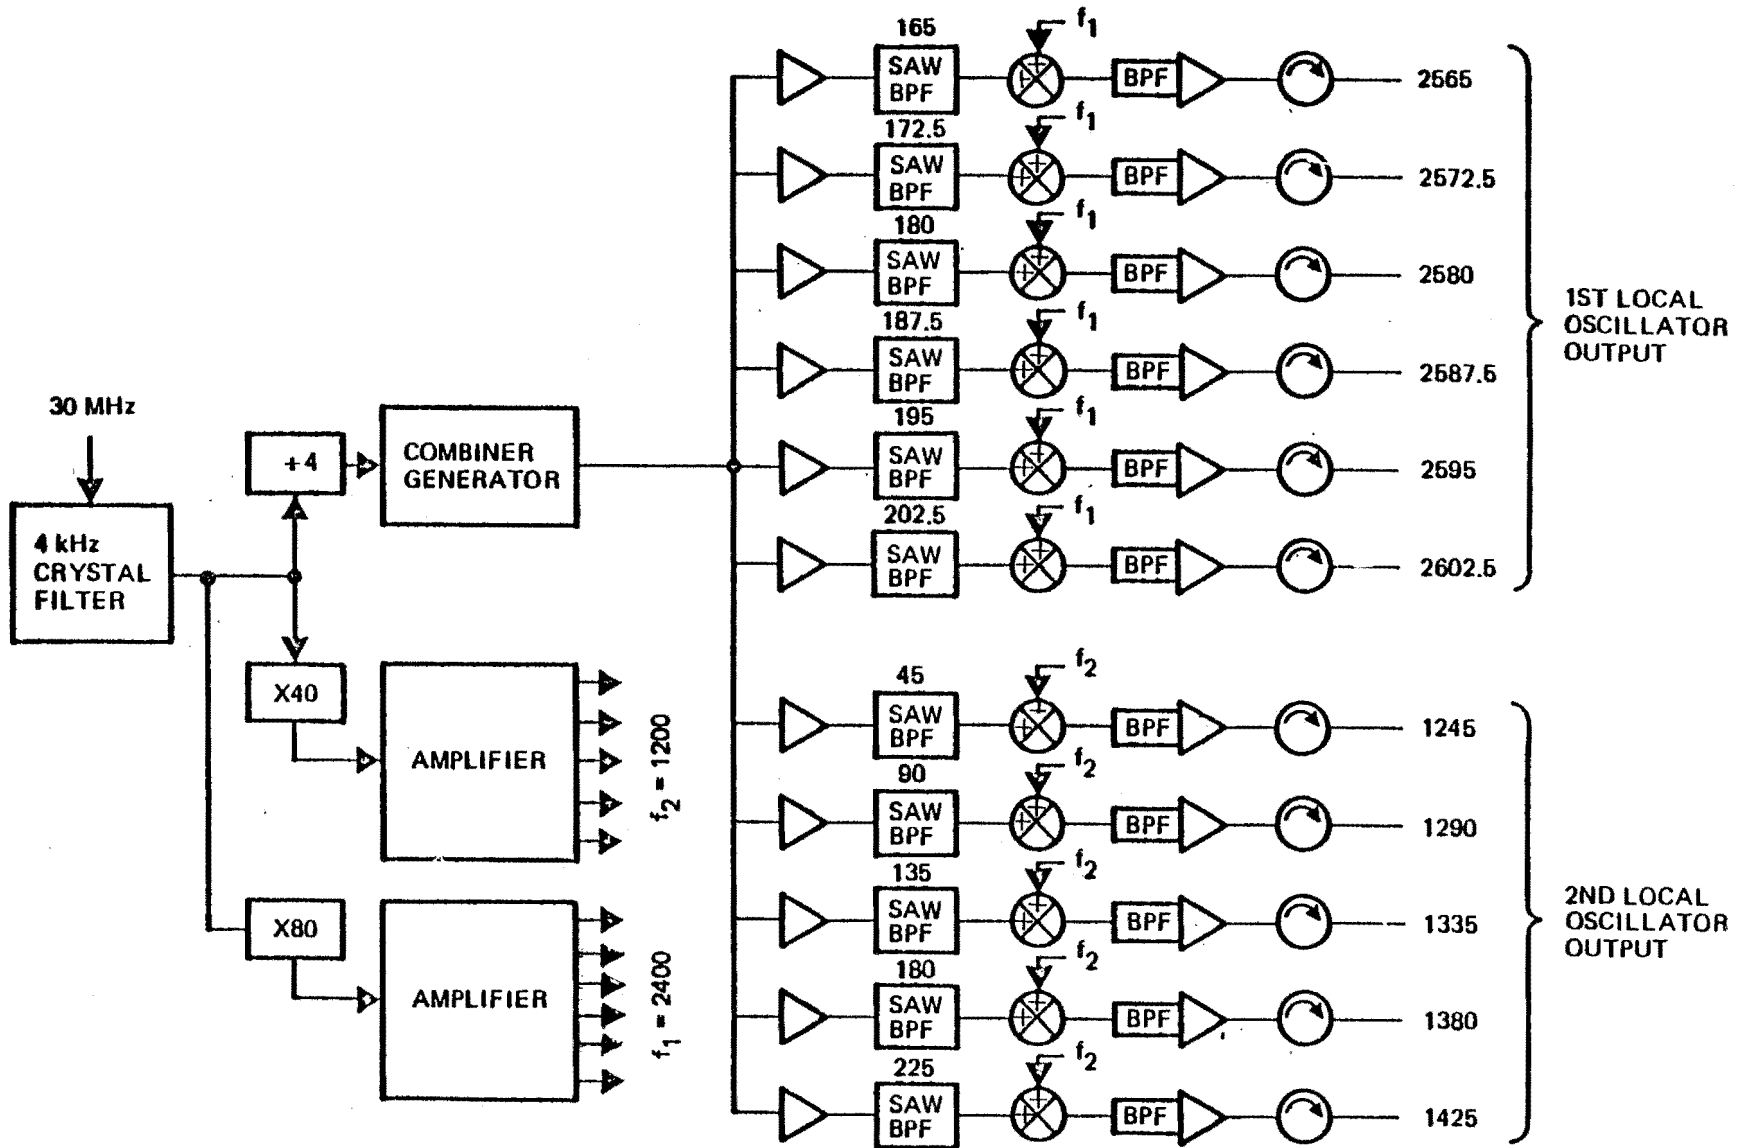 30 MHz
4 kHz
CRYSTAL
FILTER
+4
COMBINER
GENERATOR
X40
AMPLIFIER
f2 = 1200
X80
AMPLIFIER
f1 = 2400
165
SAW
BPF
f1
BPF
2565
172.5
SAW
BPF
f1
BPF
2572.5
180
SAW
BPF
f1
BPF
2580
187.5
SAW
BPF
f1
BPF
2587.5
195
SAW
BPF
f1
BPF
2595
202.5
SAW
BPF
f1
BPF
2602.5
1ST LOCAL
OSCILLATOR
OUTPUT
45
SAW
BPF
f2
BPF
1245
90
SAW
BPF
f2
BPF
1290
135
SAW
BPF
f2
BPF
1335
180
SAW
BPF
f2
BPF
1380
225
SAW
BPF
f2
BPF
1425
2ND LOCAL
OSCILLATOR
OUTPUT